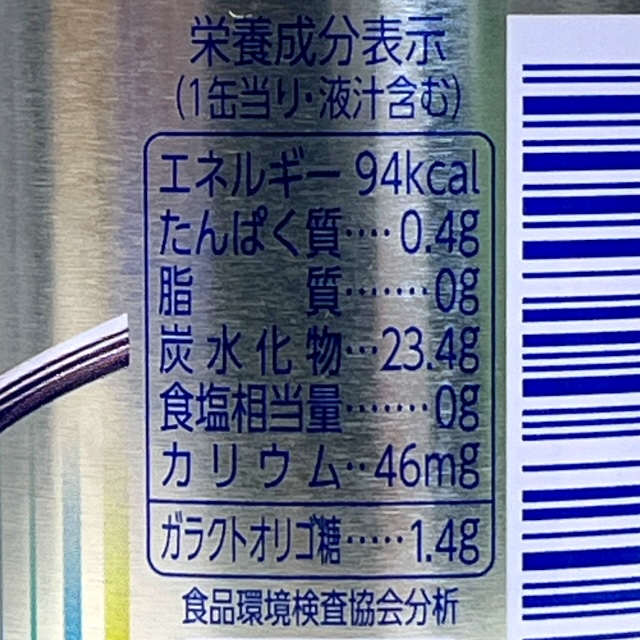 栄養成分表示
(1缶当り・液汁含む)
エネルギー 94kcal
たんぱく質‥‥0.4g
脂　　　質‥‥‥‥0g
炭水化物‥‥23.4g
食塩相当量‥‥‥‥0g
カリウム‥46mg
ガラクトオリゴ糖‥‥‥1.4g
食品環境検査協会分析